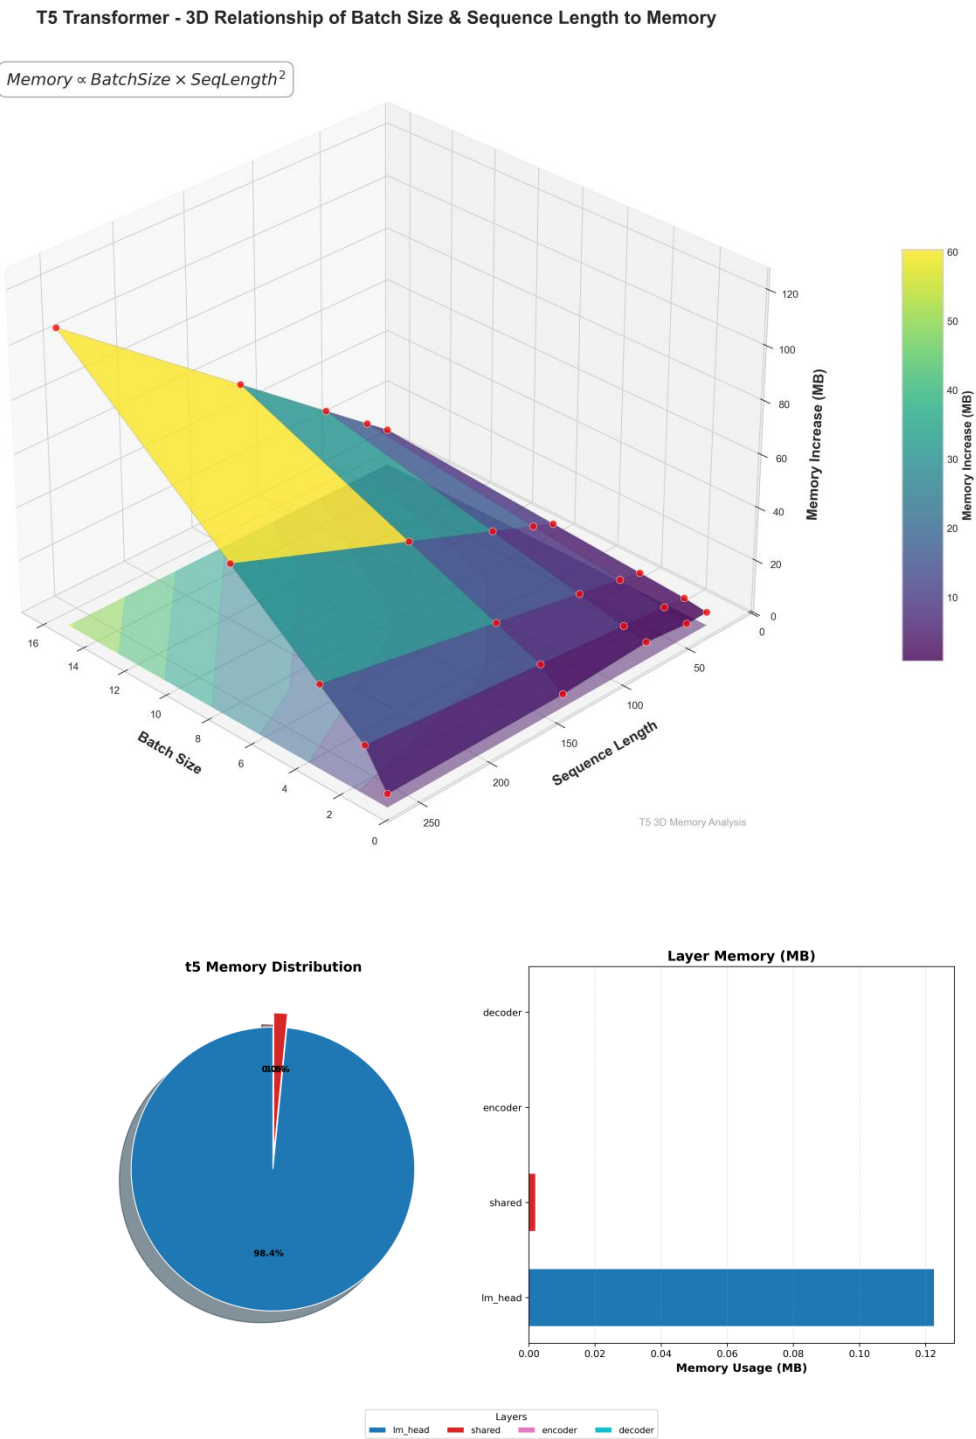 T5 Transformer - 3D Relationship of Batch Size & Sequence Length to Memory
Memory ∝ BatchSize × SeqLength²
120
100
80
60
40
20
0
Memory Increase (MB)
60
50
40
30
20
10
Memory Increase (MB)
16
14
12
10
8
6
4
2
0
Batch Size
0
50
100
150
200
250
Sequence Length
T5 3D Memory Analysis
t5 Memory Distribution
98.4%
Layer Memory (MB)
decoder
encoder
shared
lm_head
0.00 0.02 0.04 0.06 0.08 0.10 0.12
Memory Usage (MB)
Layers
lm_head shared encoder decoder